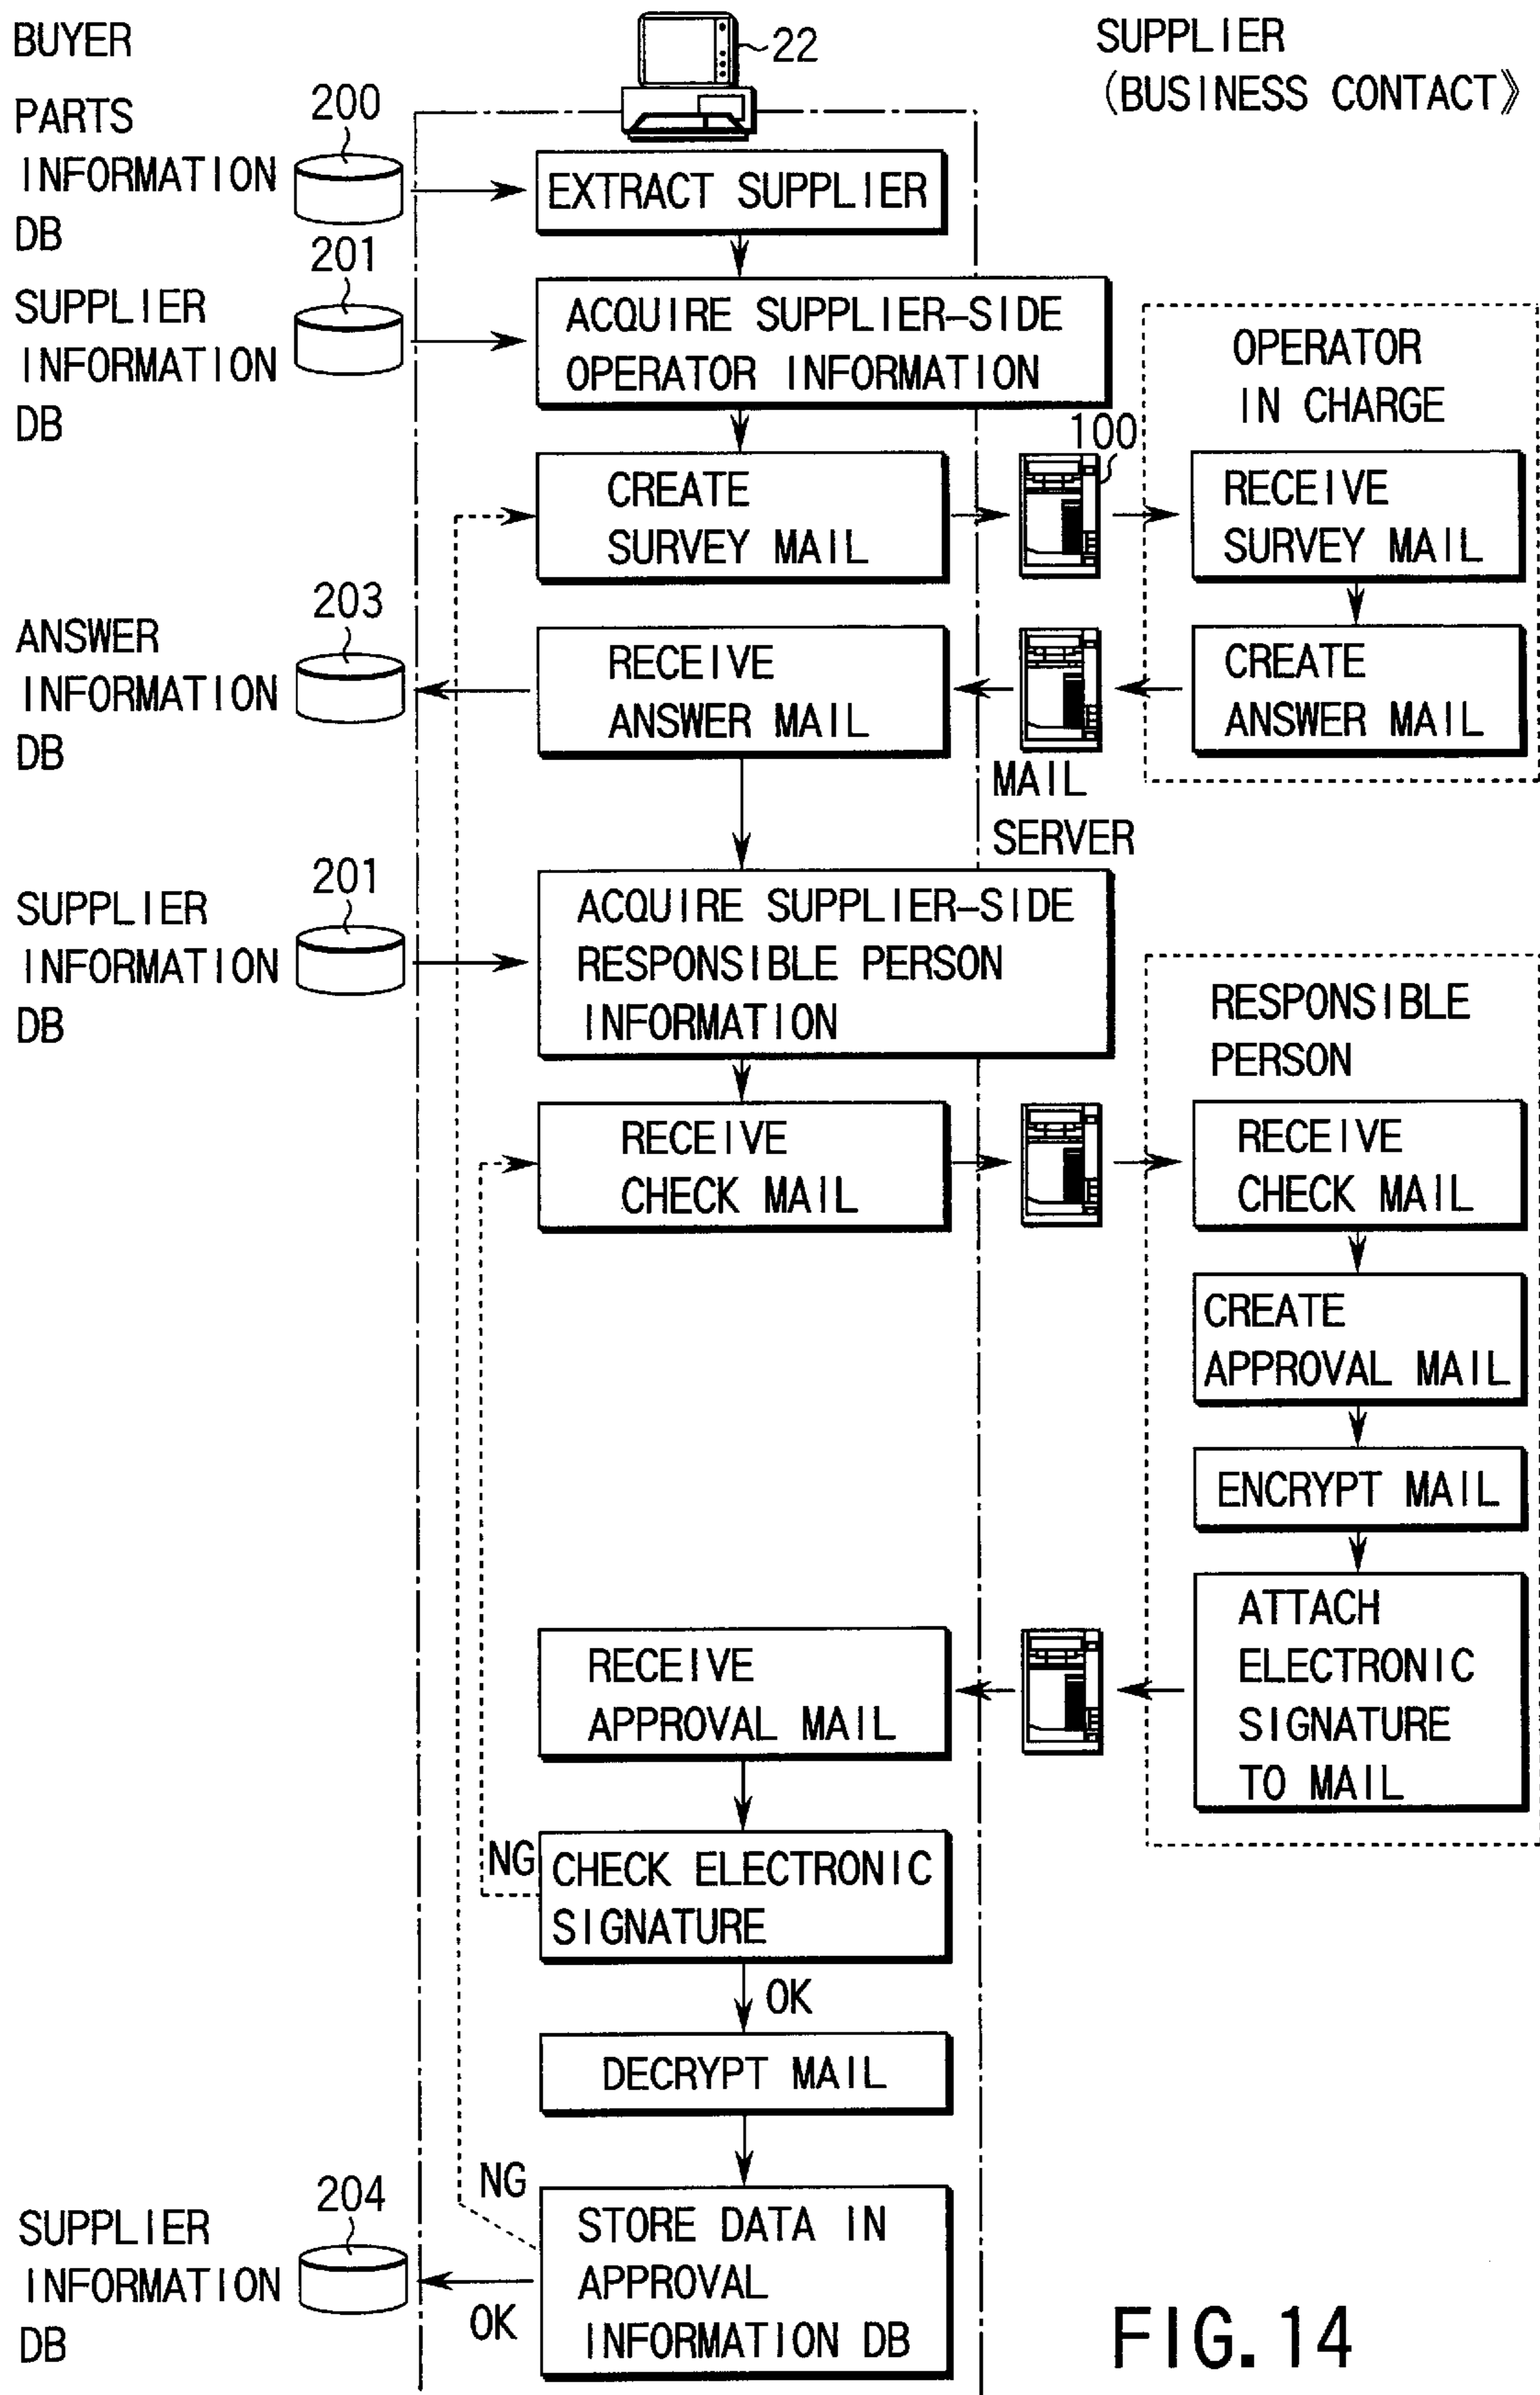 BUYER
22
SUPPLIER
(BUSINESS CONTACT》
PARTS
INFORMATION
DB
200
EXTRACT SUPPLIER
SUPPLIER
INFORMATION
DB
201
ACQUIRE SUPPLIER-SIDE
OPERATOR INFORMATION
OPERATOR
IN CHARGE
CREATE
SURVEY MAIL
100
RECEIVE
SURVEY MAIL
ANSWER
INFORMATION
DB
203
RECEIVE
ANSWER MAIL
CREATE
ANSWER MAIL
MAIL
SERVER
SUPPLIER
INFORMATION
DB
201
ACQUIRE SUPPLIER-SIDE
RESPONSIBLE PERSON
INFORMATION
RESPONSIBLE
PERSON
RECEIVE
CHECK MAIL
RECEIVE
CHECK MAIL
CREATE
APPROVAL MAIL
ENCRYPT MAIL
ATTACH
ELECTRONIC
SIGNATURE
TO MAIL
RECEIVE
APPROVAL MAIL
NG
CHECK ELECTRONIC
SIGNATURE
OK
DECRYPT MAIL
NG
SUPPLIER
INFORMATION
DB
204
OK
STORE DATA IN
APPROVAL
INFORMATION DB
FIG.14